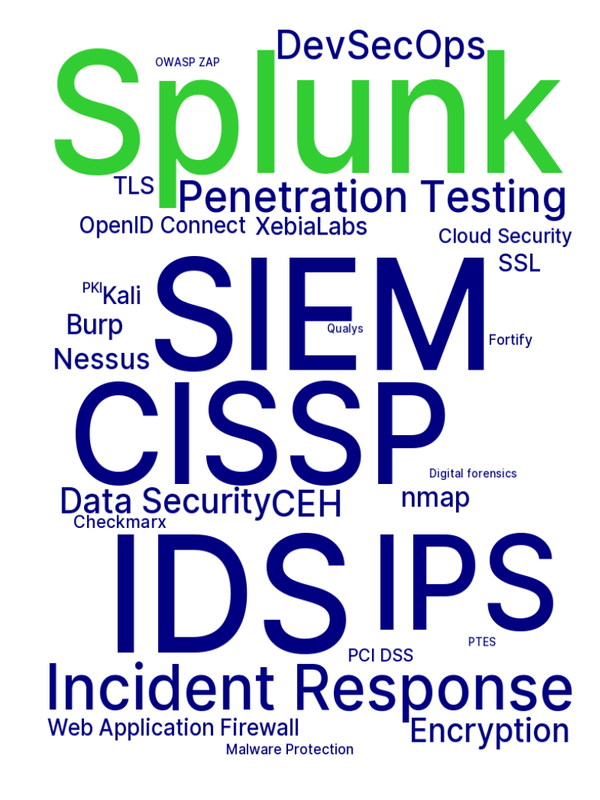 DevSecOps
OWASP ZAP
Splunk
TLS
Penetration Testing
OpenID Connect
XebiaLabs
Cloud Security
SSL
SIEM
PKI
Kali
Burp
Qualys
Fortify
Nessus
CISSP
Digital forensics
Data Security
CEH
nmap
Checkmarx
IDS
IPS
PTES
PCI DSS
Incident Response
Web Application Firewall
Encryption
Malware Protection